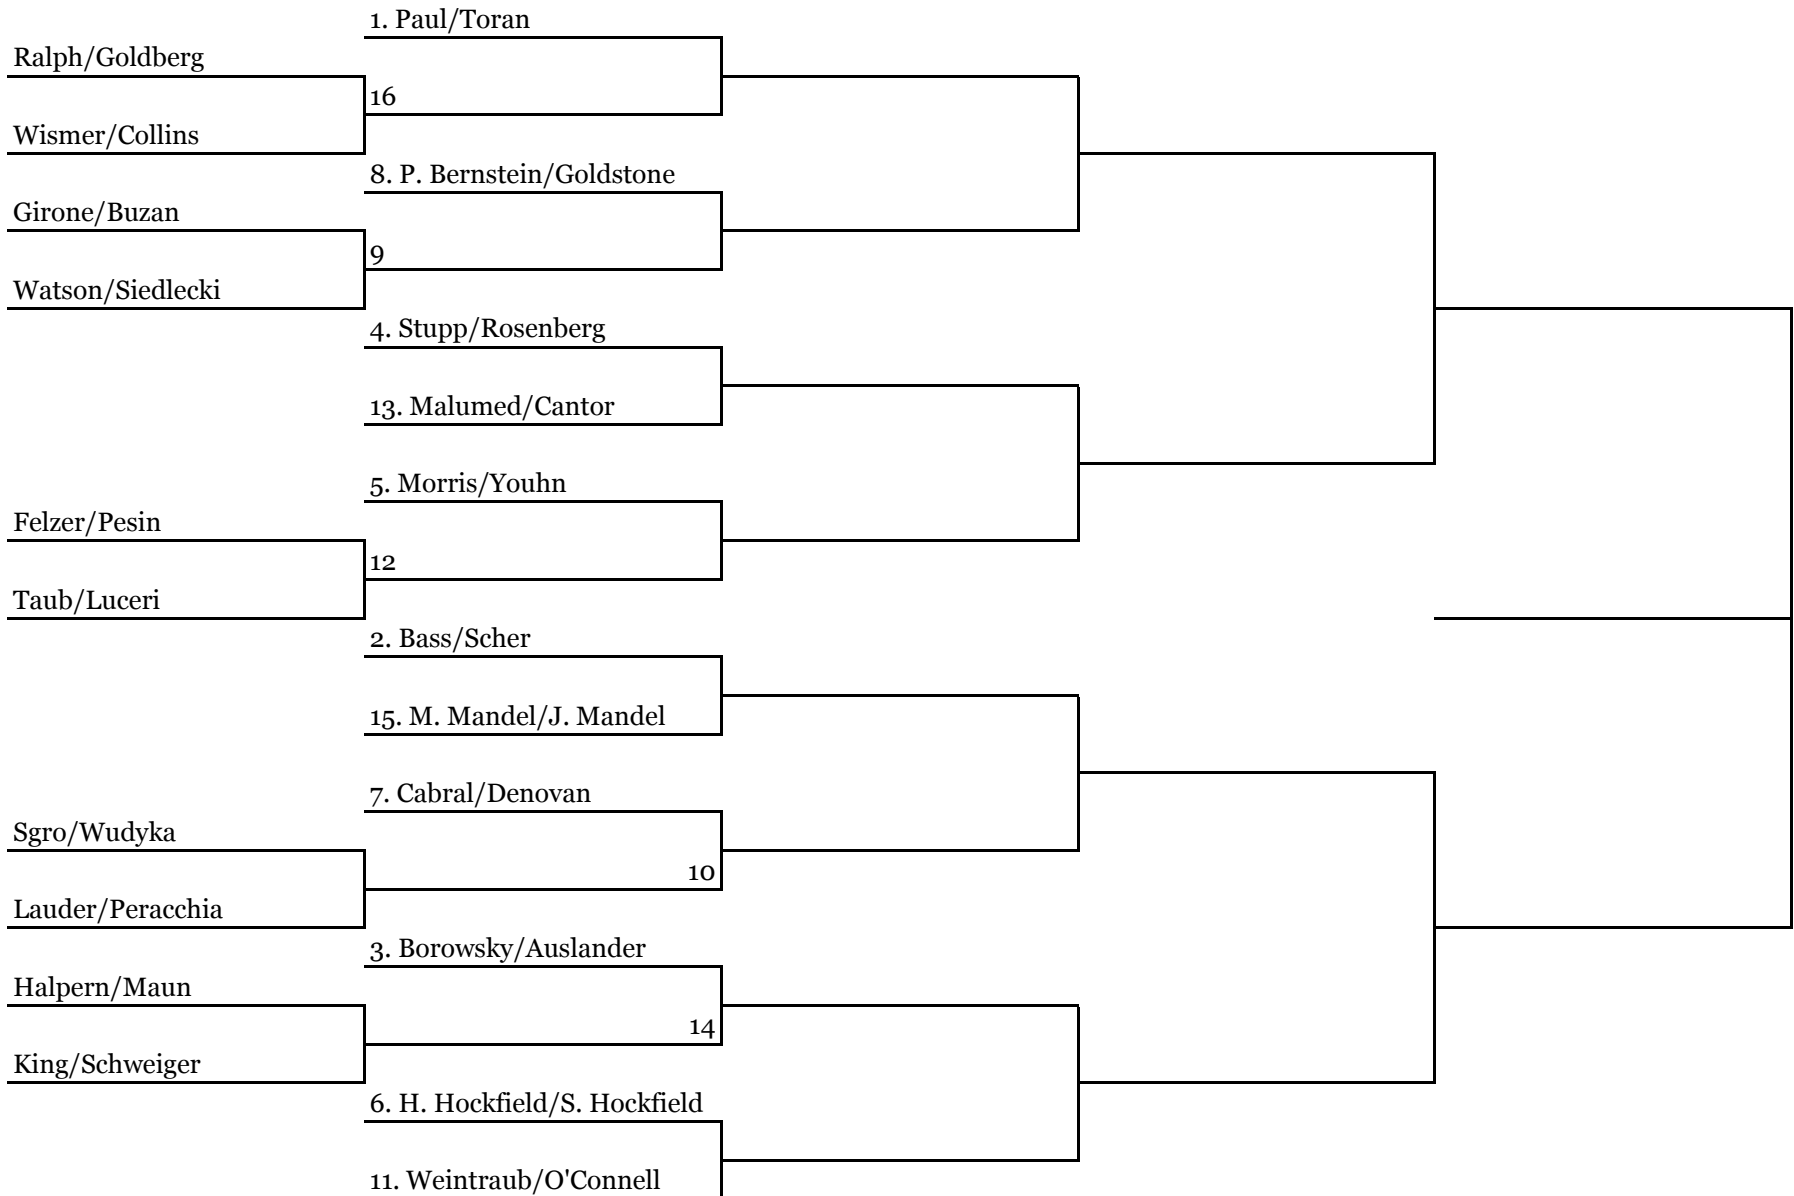 1. Paul/Toran
Ralph/Goldberg
16
Wismer/Collins
8. P. Bernstein/Goldstone
Girone/Buzan
9
Watson/Siedlecki
4. Stupp/Rosenberg
13. Malumed/Cantor
5. Morris/Youhn
Felzer/Pesin
12
Taub/Luceri
2. Bass/Scher
15. M. Mandel/J. Mandel
7. Cabral/Denovan
Sgro/Wudyka
10
Lauder/Peracchia
3. Borowsky/Auslander
Halpern/Maun
14
King/Schweiger
6. H. Hockfield/S. Hockfield
11. Weintraub/O'Connell